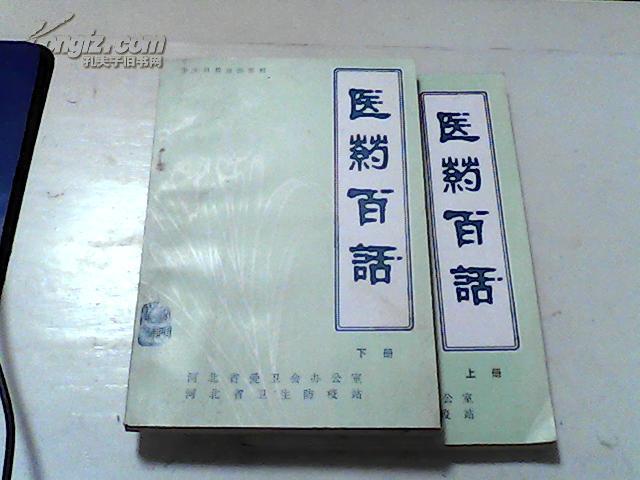 kongfz.com
孔夫子旧书网
医药百话
下册
河北省爱卫会办公室
河北省卫生防疫站
医药百话
上册
公室
疫站